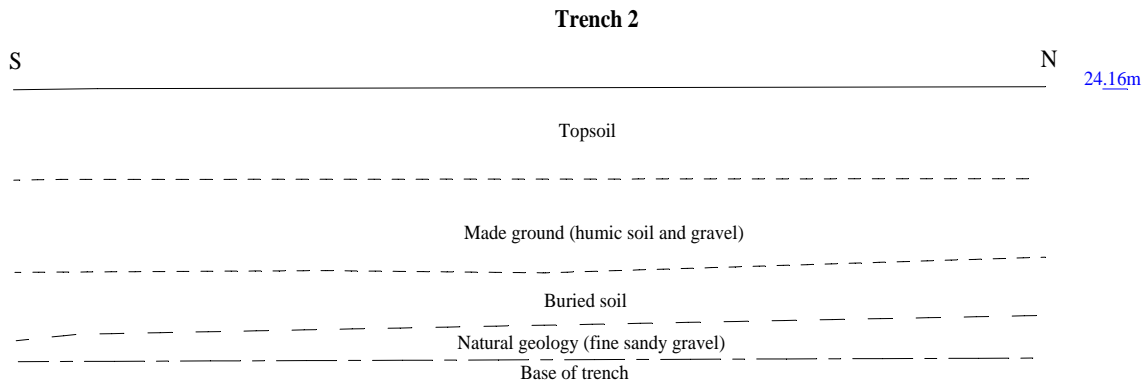 Trench 2
S
N
24.16m
Topsoil
Made ground (humic soil and gravel)
Buried soil
Natural geology (fine sandy gravel)
Base of trench